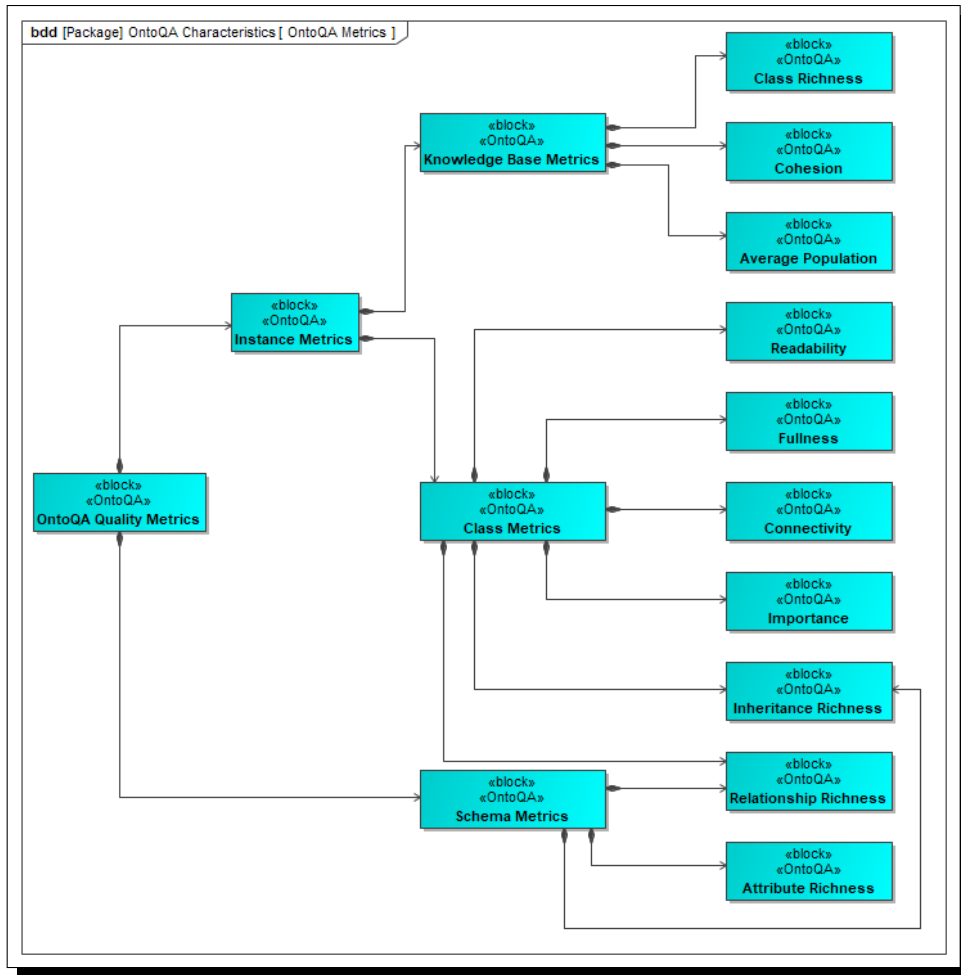 bdd [Package] OntoQA Characteristics [ OntoQA Metrics ]
«block»
«OntoQA»
Class Richness
«block»
«OntoQA»
Knowledge Base Metrics
«block»
«OntoQA»
Cohesion
«block»
«OntoQA»
Average Population
«block»
«OntoQA»
Instance Metrics
«block»
«OntoQA»
Readability
«block»
«OntoQA»
Fullness
«block»
«OntoQA»
OntoQA Quality Metrics
«block»
«OntoQA»
Class Metrics
«block»
«OntoQA»
Connectivity
«block»
«OntoQA»
Importance
«block»
«OntoQA»
Inheritance Richness
«block»
«OntoQA»
Relationship Richness
«block»
«OntoQA»
Schema Metrics
«block»
«OntoQA»
Attribute Richness